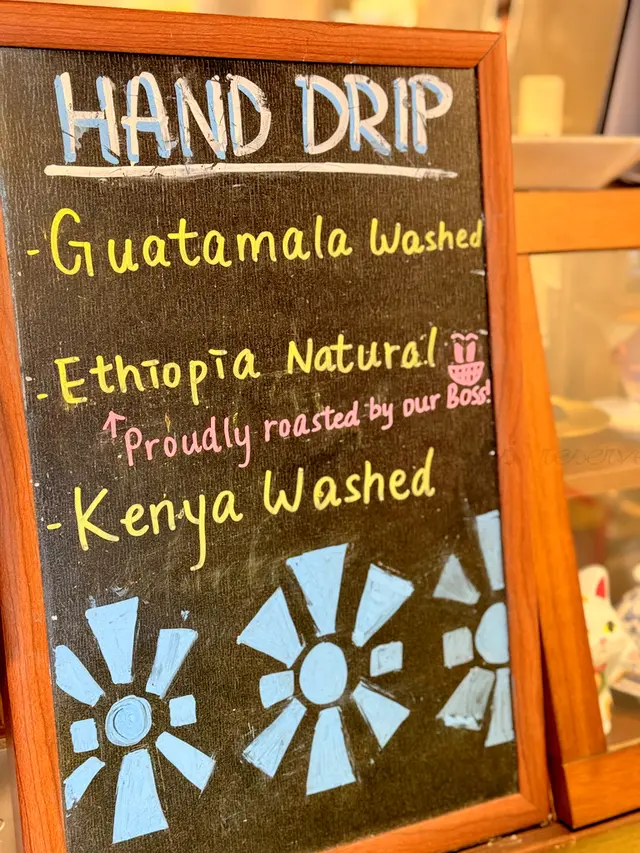 HAND DRIP
-Guatamala Washed
-Ethiopia Natural
↑Proudly roasted by our Boss!
-Kenya Washed